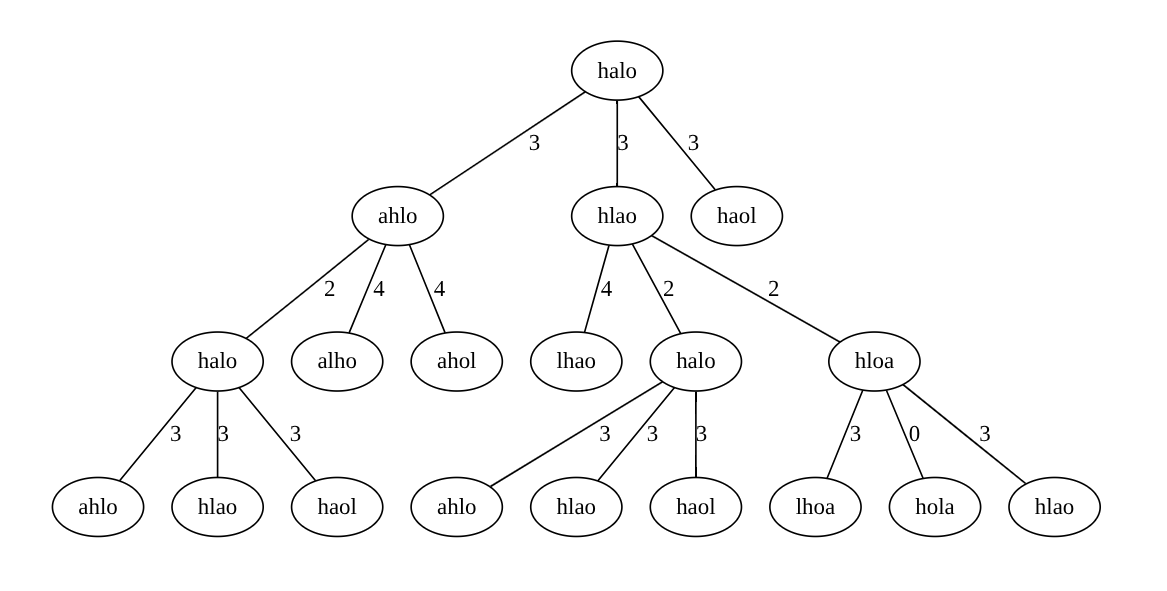 halo
3 3 3
ahlo hlao haol
2 4 4 4 2 2
halo alho ahol lhao halo hloa
3 3 3 3 3 3 3 0 3
ahlo hlao haol ahlo hlao haol lhoa hola hlao